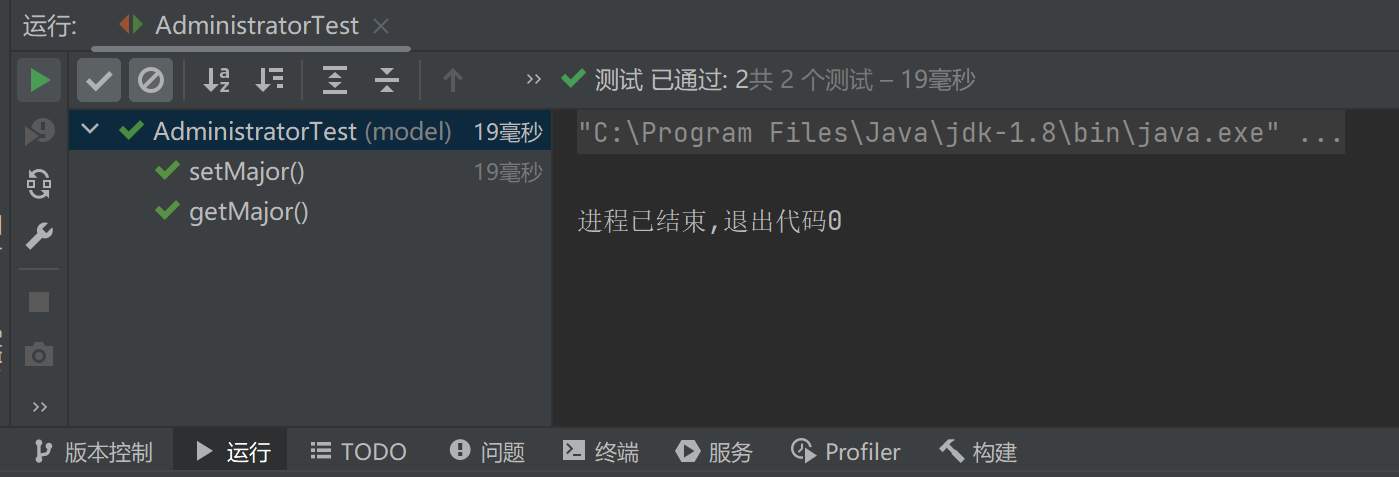 运行:
AdministratorTest
测试 已通过: 2共 2 个测试 – 19毫秒
AdministratorTest (model) 19毫秒
setMajor() 19毫秒
getMajor()
"C:\Program Files\Java\jdk-1.8\bin\java.exe" ...
进程已结束,退出代码0
版本控制
运行
TODO
问题
终端
服务
Profiler
构建